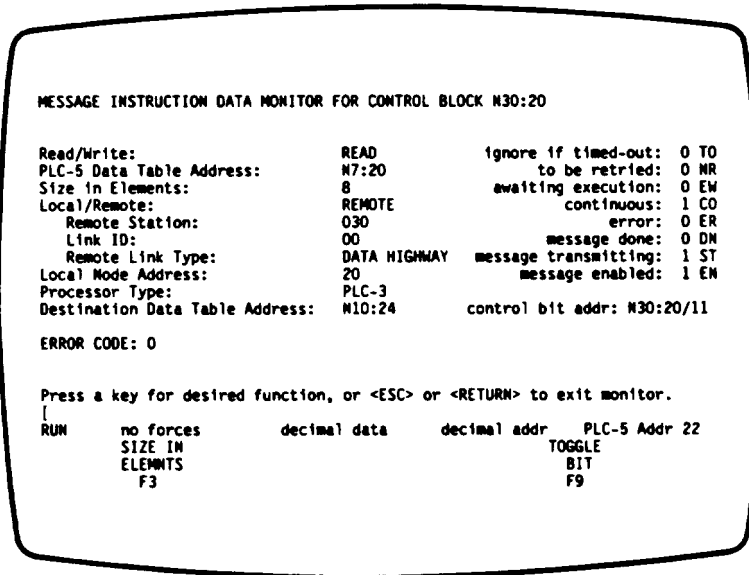 MESSAGE INSTRUCTION DATA MONITOR FOR CONTROL BLOCK N30:20
Read/Write: READ ignore if timed-out: 0 TO
PLC-5 Data Table Address: N7:20 to be retried: 0 NR
Size in Elements: 8 awaiting execution: 0 EW
Local/Remote: REMOTE continuous: 1 CO
Remote Station: 030 error: 0 ER
Link ID: 00 message done: 0 DN
Remote Link Type: DATA HIGHWAY message transmitting: 1 ST
Local Node Address: 20 message enabled: 1 EN
Processor Type: PLC-3
Destination Data Table Address: N10:24 control bit addr: N30:20/11
ERROR CODE: 0
Press a key for desired function, or <ESC> or <RETURN> to exit monitor.
[
RUN no forces decimal data decimal addr PLC-5 Addr 22
SIZE IN TOGGLE
ELEMNTS BIT
F3 F9